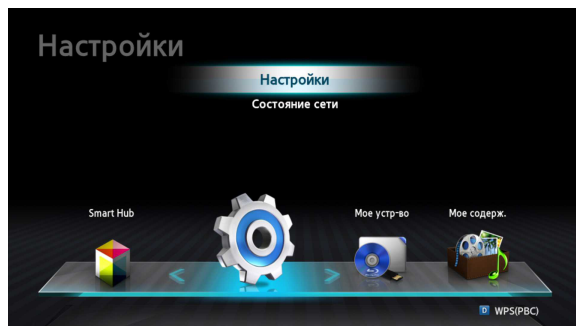 Настройки
Настройки
Состояние сети
Smart Hub
Мое устр-во
Мое содерж.
D WPS(PBC)